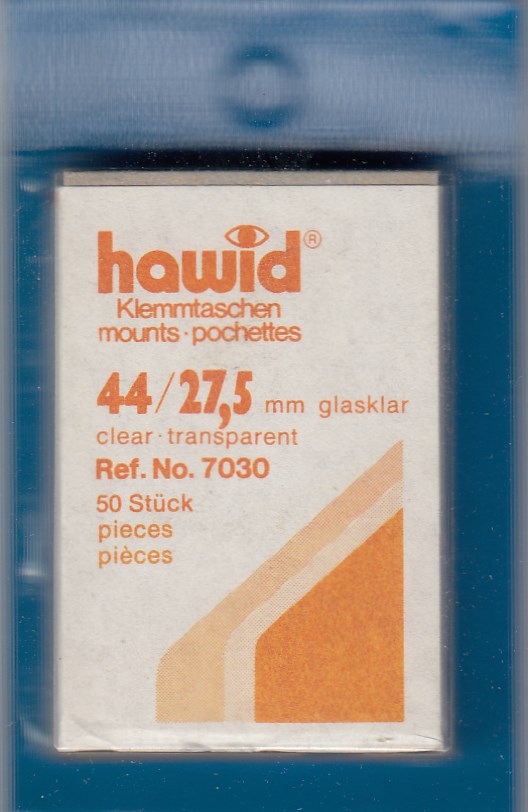 hawid®
Klemmtaschen
mounts·pochettes
44/27,5 mm glasklar
clear·transparent
Ref. No. 7030
50 Stück
pieces
pièces